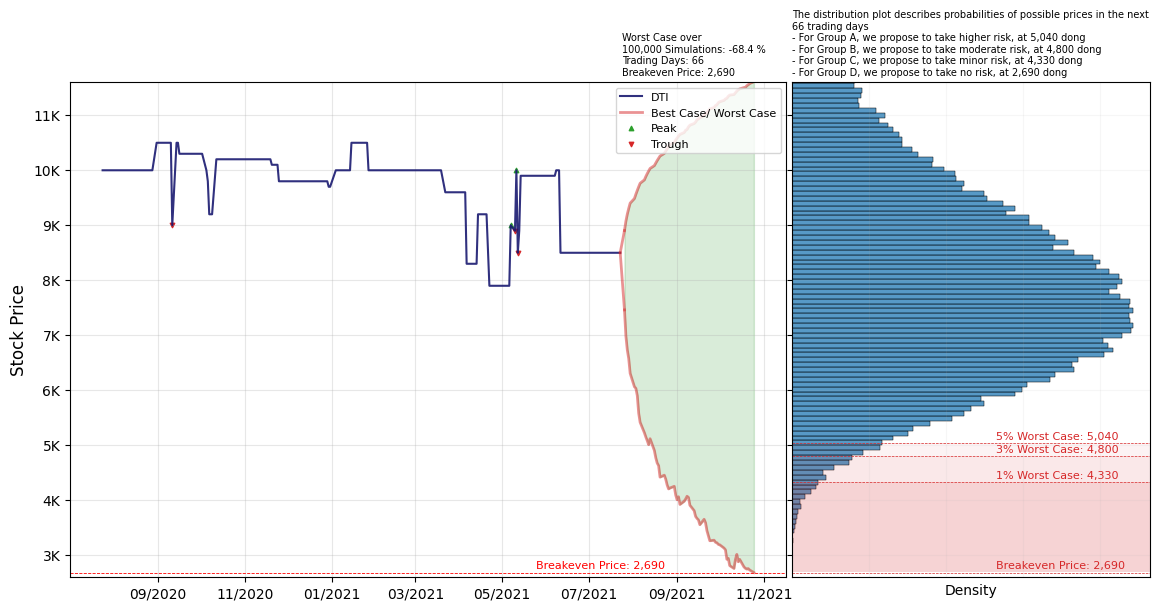 The distribution plot describes probabilities of possible prices in the next
66 trading days
- For Group A, we propose to take higher risk, at 5,040 dong
- For Group B, we propose to take moderate risk, at 4,800 dong
- For Group C, we propose to take minor risk, at 4,330 dong
- For Group D, we propose to take no risk, at 2,690 dong
Worst Case over
100,000 Simulations: -68.4 %
Trading Days: 66
Breakeven Price: 2,690
DTI
Best Case/ Worst Case
Peak
Trough
Stock Price
11K
10K
9K
8K
7K
6K
5K
4K
3K
Breakeven Price: 2,690
09/2020
11/2020
01/2021
03/2021
05/2021
07/2021
09/2021
11/2021
5% Worst Case: 5,040
3% Worst Case: 4,800
1% Worst Case: 4,330
Breakeven Price: 2,690
Density